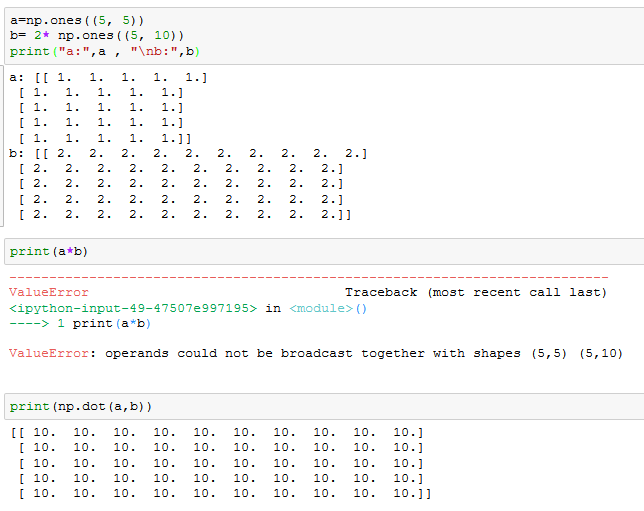 a=np.ones((5, 5))
b= 2* np.ones((5, 10))
print("a:",a , "\nb:",b)
a: [[ 1.  1.  1.  1.  1.]
 [ 1.  1.  1.  1.  1.]
 [ 1.  1.  1.  1.  1.]
 [ 1.  1.  1.  1.  1.]
 [ 1.  1.  1.  1.  1.]]
b: [[ 2.  2.  2.  2.  2.  2.  2.  2.  2.  2.]
 [ 2.  2.  2.  2.  2.  2.  2.  2.  2.  2.]
 [ 2.  2.  2.  2.  2.  2.  2.  2.  2.  2.]
 [ 2.  2.  2.  2.  2.  2.  2.  2.  2.  2.]
 [ 2.  2.  2.  2.  2.  2.  2.  2.  2.  2.]]
print(a*b)
---------------------------------------------------------------------------
ValueError                                Traceback (most recent call last)
<ipython-input-49-47507e997195> in <module>()
----> 1 print(a*b)
ValueError: operands could not be broadcast together with shapes (5,5) (5,10)
print(np.dot(a,b))
[[ 10.  10.  10.  10.  10.  10.  10.  10.  10.  10.]
 [ 10.  10.  10.  10.  10.  10.  10.  10.  10.  10.]
 [ 10.  10.  10.  10.  10.  10.  10.  10.  10.  10.]
 [ 10.  10.  10.  10.  10.  10.  10.  10.  10.  10.]
 [ 10.  10.  10.  10.  10.  10.  10.  10.  10.  10.]]